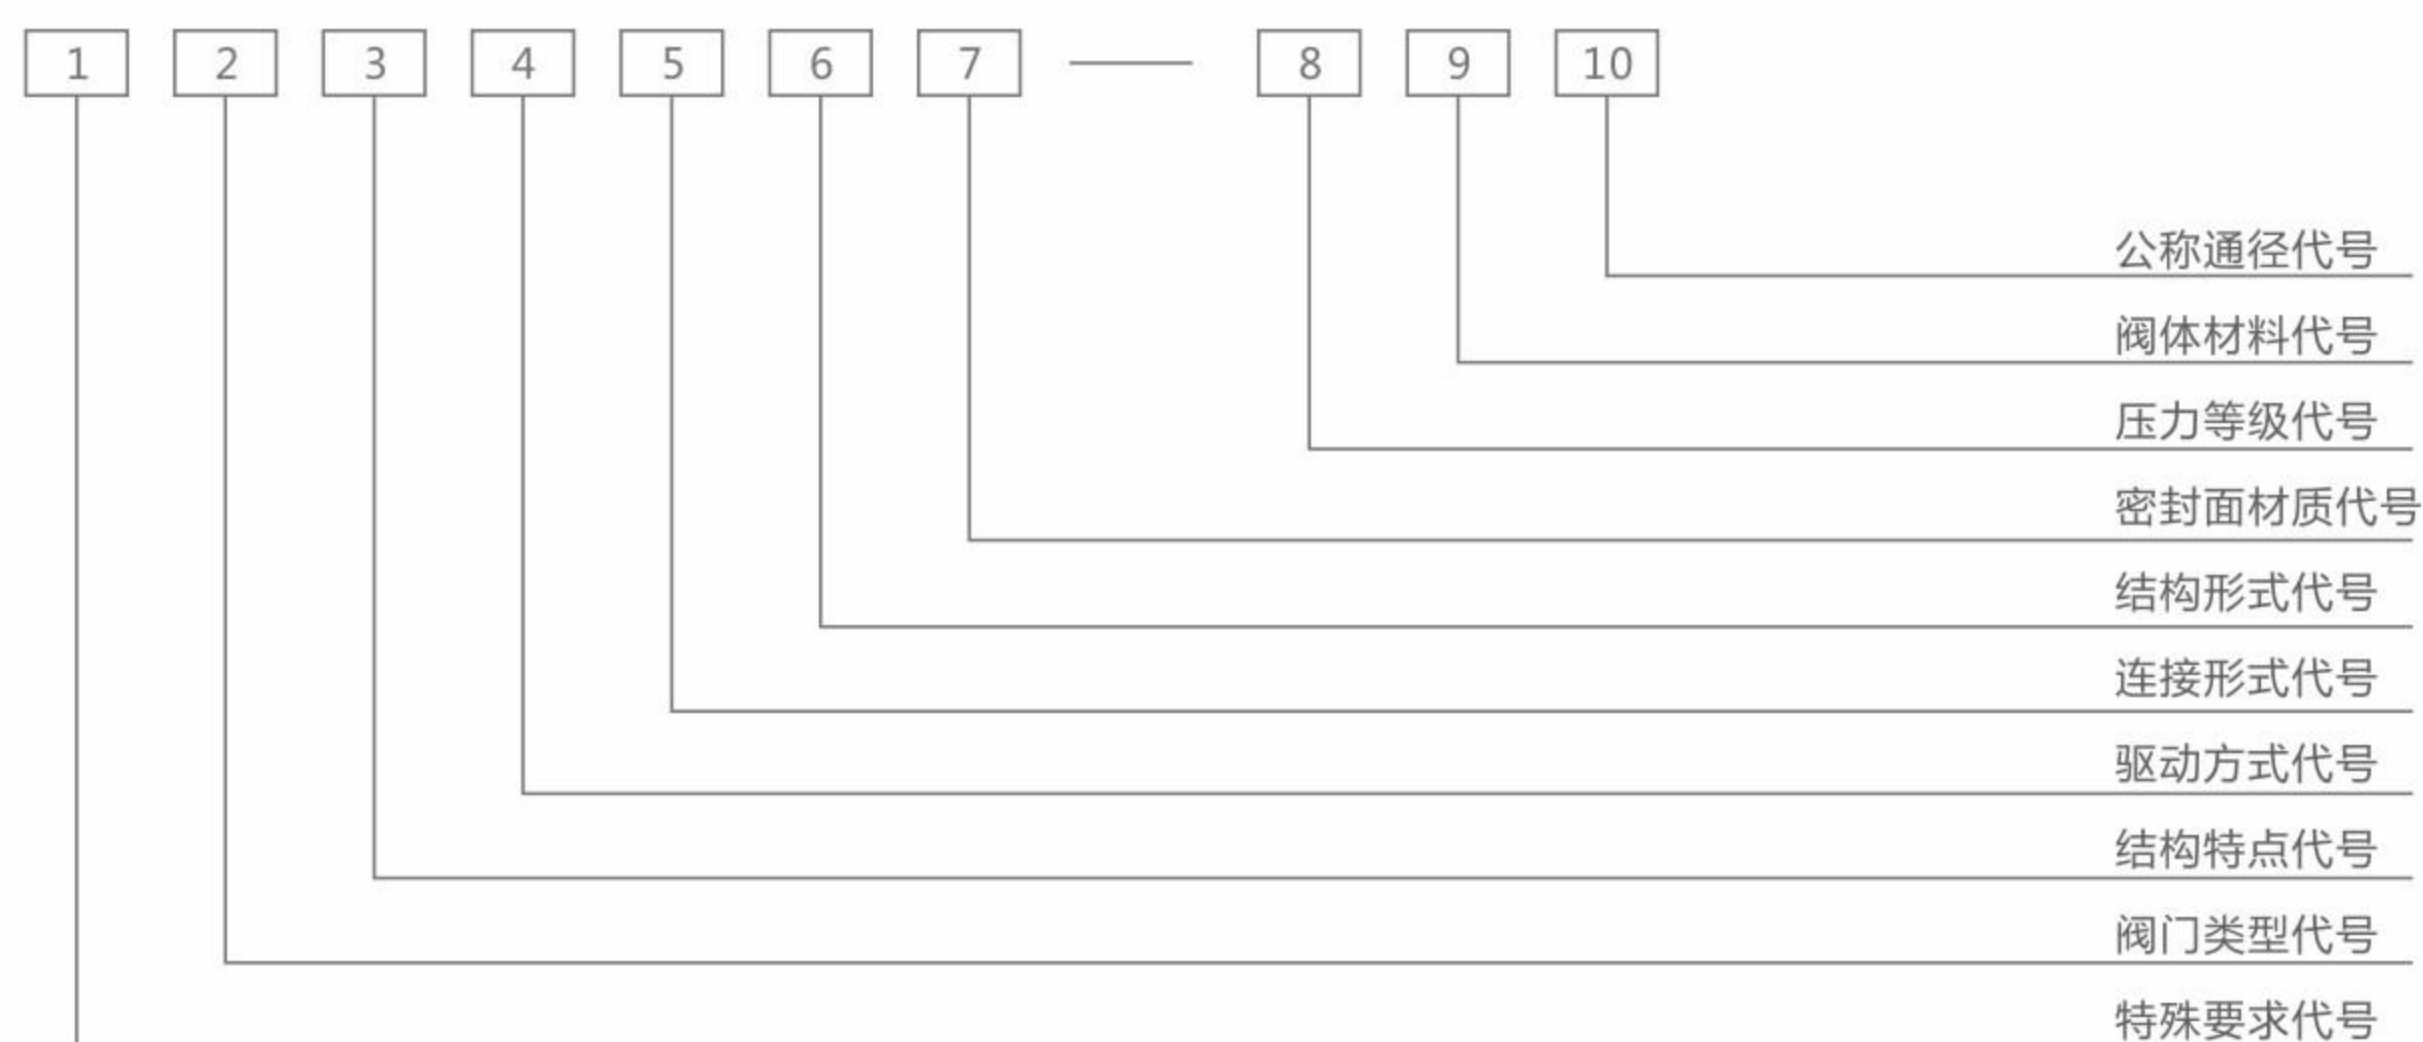 1 2 3 4 5 6 7 — 8 9 10
公称通径代号
阀体材料代号
压力等级代号
密封面材质代号
结构形式代号
连接形式代号
驱动方式代号
结构特点代号
阀门类型代号
特殊要求代号